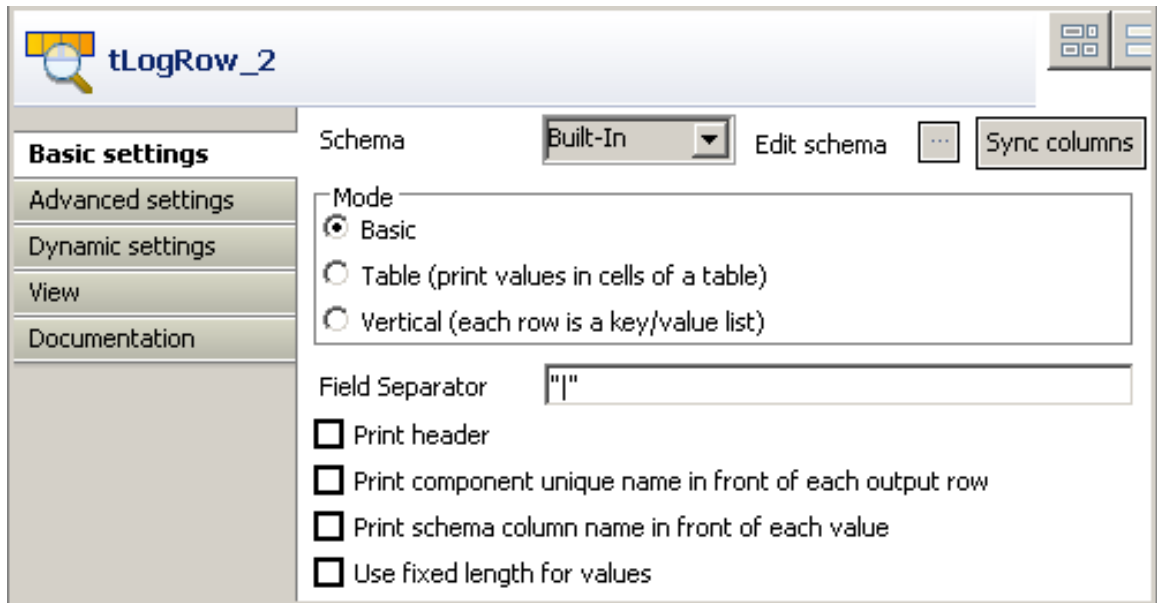 tLogRow_2
Basic settings
Advanced settings
Dynamic settings
View
Documentation
Schema Built-In Edit schema ... Sync columns
Mode
Basic
Table (print values in cells of a table)
Vertical (each row is a key/value list)
Field Separator "|"
Print header
Print component unique name in front of each output row
Print schema column name in front of each value
Use fixed length for values